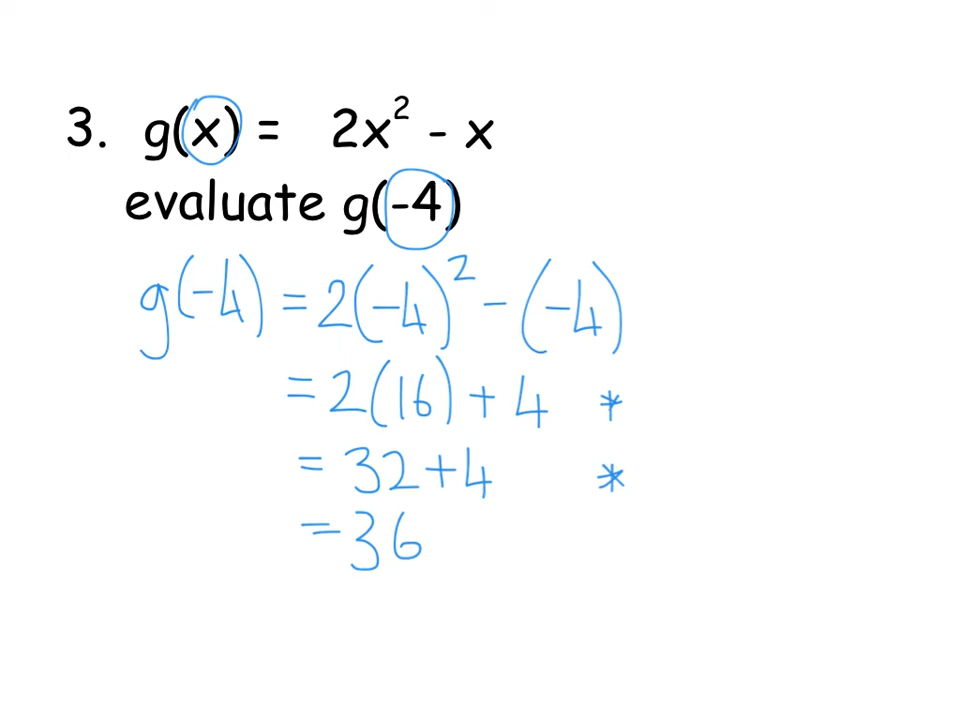 3. g(x) = 2x² - x
evaluate g(-4)
g(-4) = 2(-4)² - (-4)
= 2(16) + 4 *
= 32 + 4 *
= 36